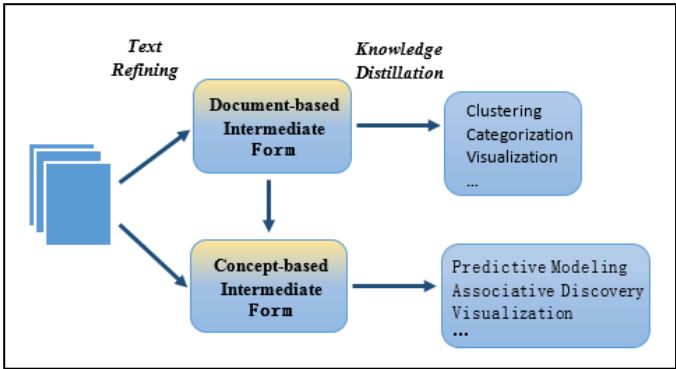 Text
Refining
Knowledge
Distillation
Document-based
Intermediate
Form
Clustering
Categorization
Visualization
...
Concept-based
Intermediate
Form
Predictive Modeling
Associative Discovery
Visualization
...